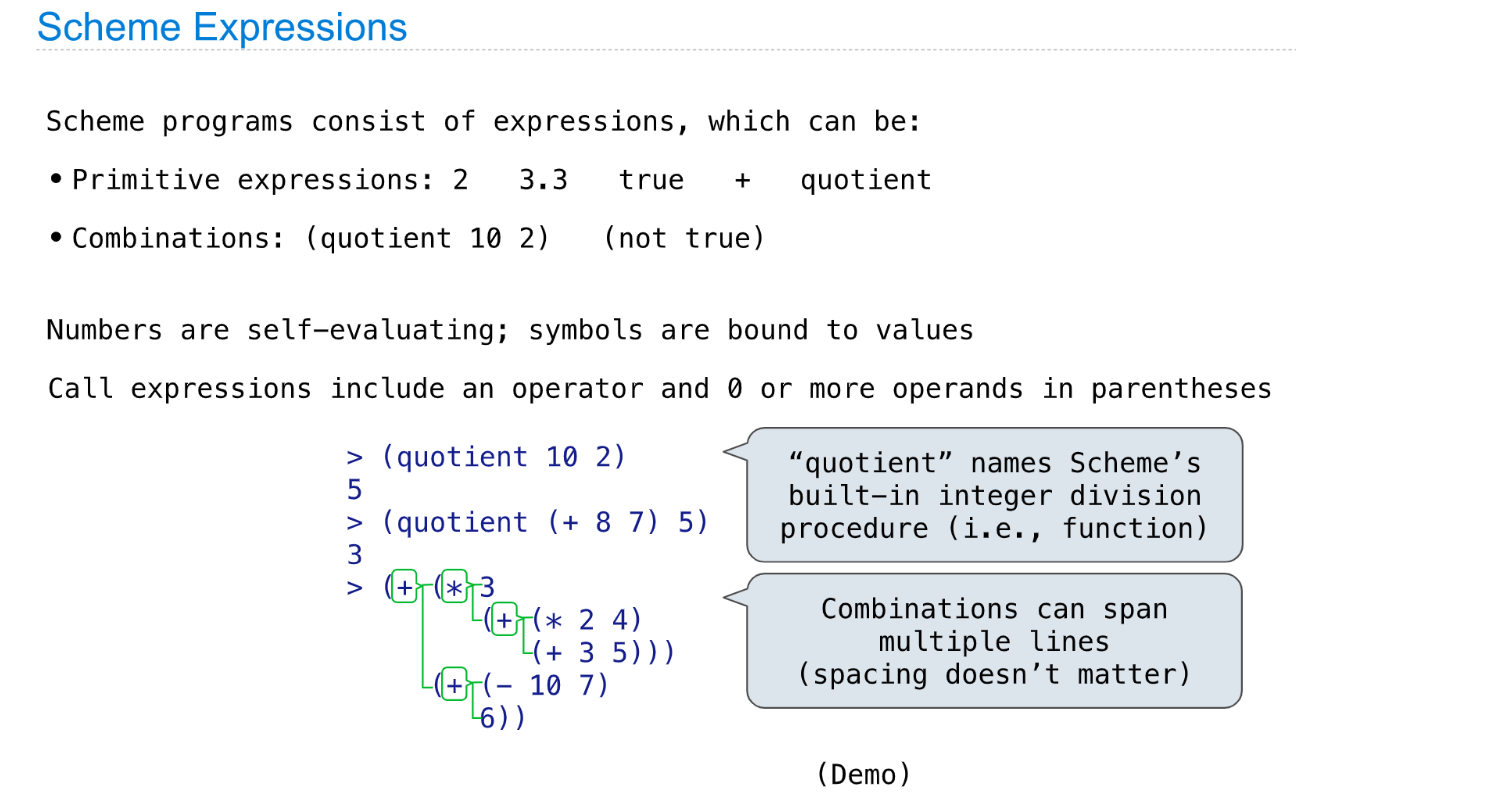 Scheme Expressions
Scheme programs consist of expressions, which can be:
• Primitive expressions: 2   3.3   true   +   quotient
• Combinations: (quotient 10 2)   (not true)
Numbers are self-evaluating; symbols are bound to values
Call expressions include an operator and 0 or more operands in parentheses
> (quotient 10 2)
5
> (quotient (+ 8 7) 5)
3
> (+ (* 3
(+ (* 2 4)
(+ 3 5)))
(+ (- 10 7)
6))
“quotient” names Scheme’s
built-in integer division
procedure (i.e., function)
Combinations can span
multiple lines
(spacing doesn’t matter)
(Demo)